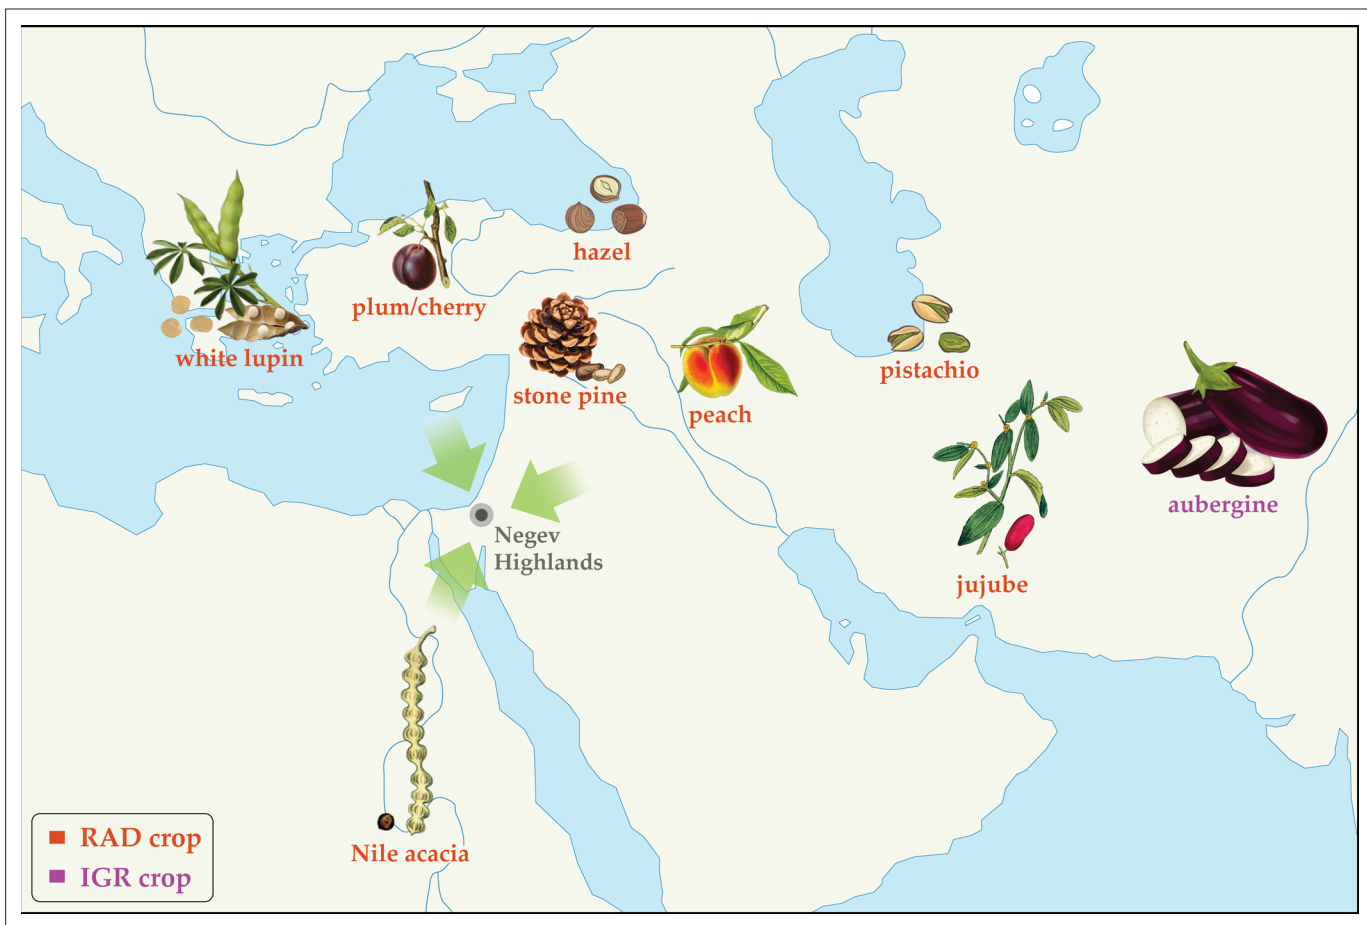 hazel
plum/cherry
white lupin
pistachio
stone pine
peach
aubergine
Negev
Highlands
jujube
Nile acacia
RAD crop
IGR crop